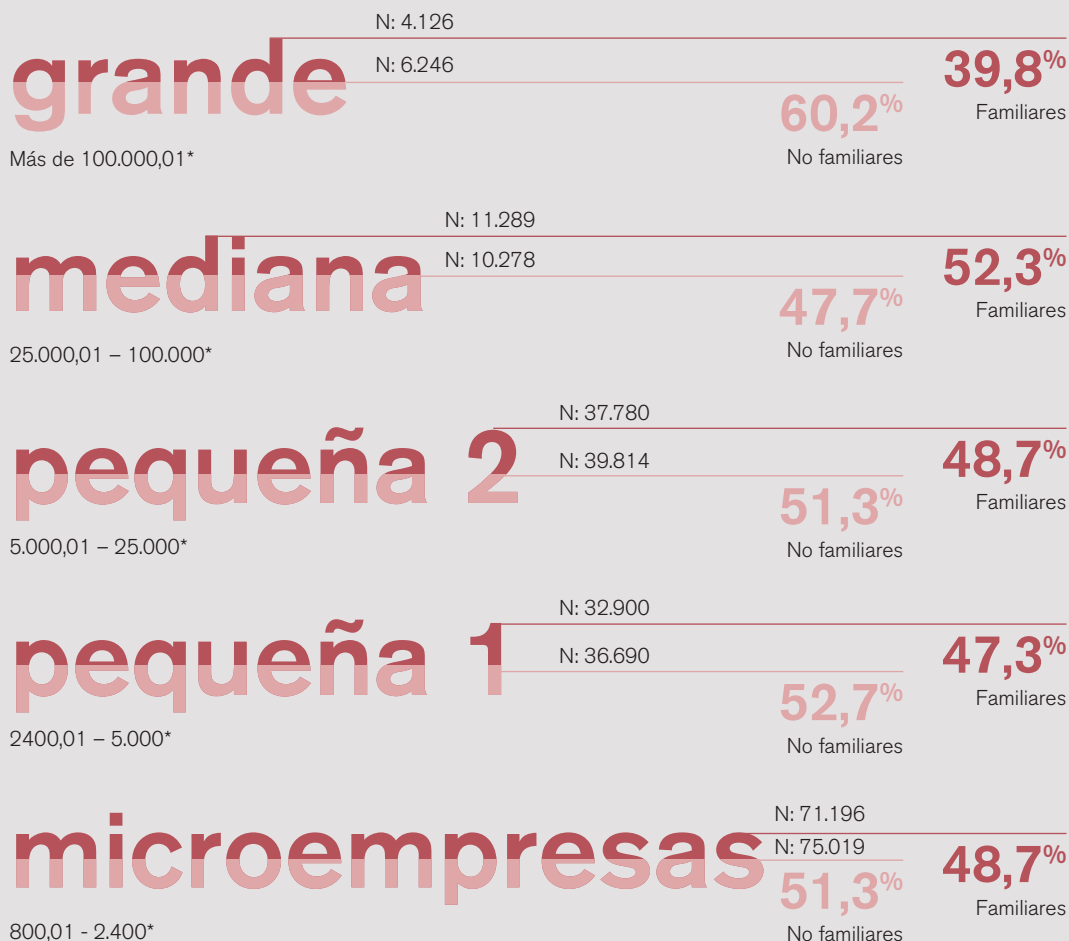 N: 4.126
grande
N: 6.246
39,8%
Familiares
60,2%
No familiares
Más de 100.000,01*
N: 11.289
mediana
N: 10.278
52,3%
Familiares
47,7%
No familiares
25.000,01 – 100.000*
N: 37.780
pequeña 2
N: 39.814
48,7%
Familiares
51,3%
No familiares
5.000,01 – 25.000*
N: 32.900
pequeña 1
N: 36.690
47,3%
Familiares
52,7%
No familiares
2400,01 – 5.000*
N: 71.196
microempresas
N: 75.019
48,7%
Familiares
51,3%
No familiares
800,01 - 2.400*